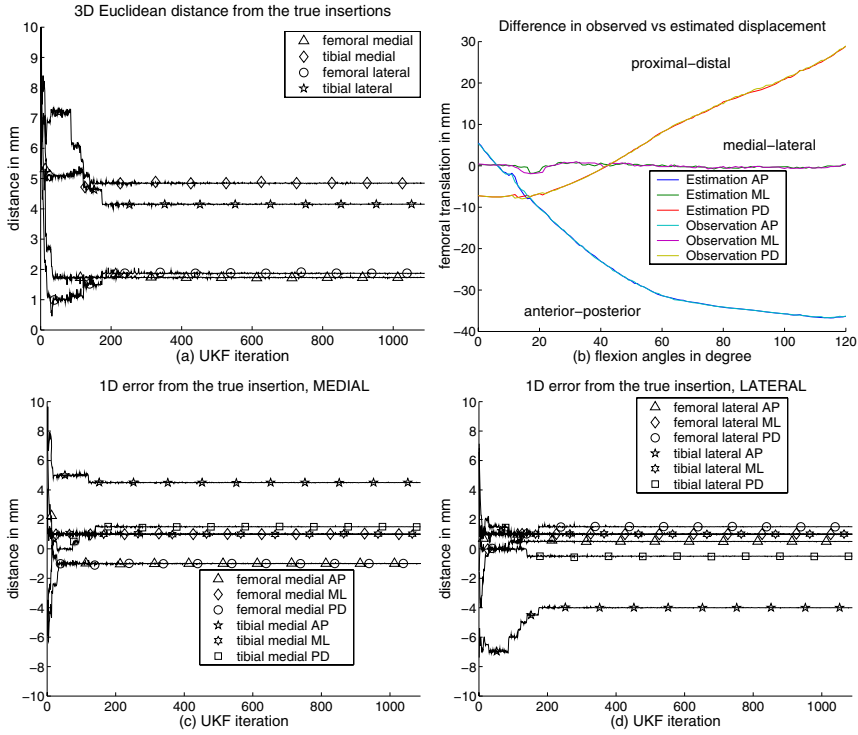 3D Euclidean distance from the true insertions
distance in mm
10
9
8
7
6
5
4
3
2
1
0
femoral medial
tibial medial
femoral lateral
tibial lateral
0
200
400
600
800
1000
(a) UKF iteration
Difference in observed vs estimated displacement
femoral translation in mm
40
30
20
10
0
−10
−20
−30
−40
proximal−distal
medial−lateral
anterior−posterior
Estimation AP
Estimation ML
Estimation PD
Observation AP
Observation ML
Observation PD
0
20
40
60
80
100
120
(b) flexion angles in degree
1D error from the true insertion, MEDIAL
distance in mm
10
8
6
4
2
0
−2
−4
−6
−8
−10
femoral medial AP
femoral medial ML
femoral medial PD
tibial medial AP
tibial medial ML
tibial medial PD
0
200
400
600
800
1000
(c) UKF iteration
1D error from the true insertion, LATERAL
distance in mm
10
8
6
4
2
0
−2
−4
−6
−8
−10
femoral lateral AP
femoral lateral ML
femoral lateral PD
tibial lateral AP
tibial lateral ML
tibial lateral PD
0
200
400
600
800
1000
(d) UKF iteration